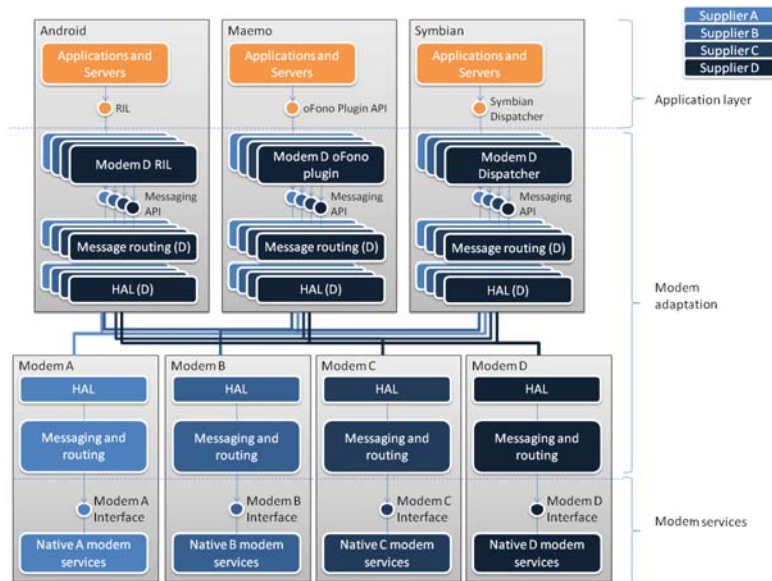 Android
Maemo
Symbian
Supplier A
Supplier B
Supplier C
Supplier D
Applications and
Servers
Applications and
Servers
Applications and
Servers
RIL
oFono Plugin API
Symbian
Dispatcher
Application layer
Modem D RIL
Modem D oFono
plugin
Modem D
Dispatcher
Messaging
API
Messaging
API
Messaging
API
Message routing (D)
Message routing (D)
Message routing (D)
HAL (D)
HAL (D)
HAL (D)
Modem
adaptation
Modem A
Modem B
Modem C
Modem D
HAL
HAL
HAL
HAL
Messaging and
routing
Messaging and
routing
Messaging and
routing
Messaging and
routing
Modem A
Interface
Modem B
Interface
Modem C
Interface
Modem D
Interface
Modem services
Native A modem
services
Native B modem
services
Native C modem
services
Native D modem
services